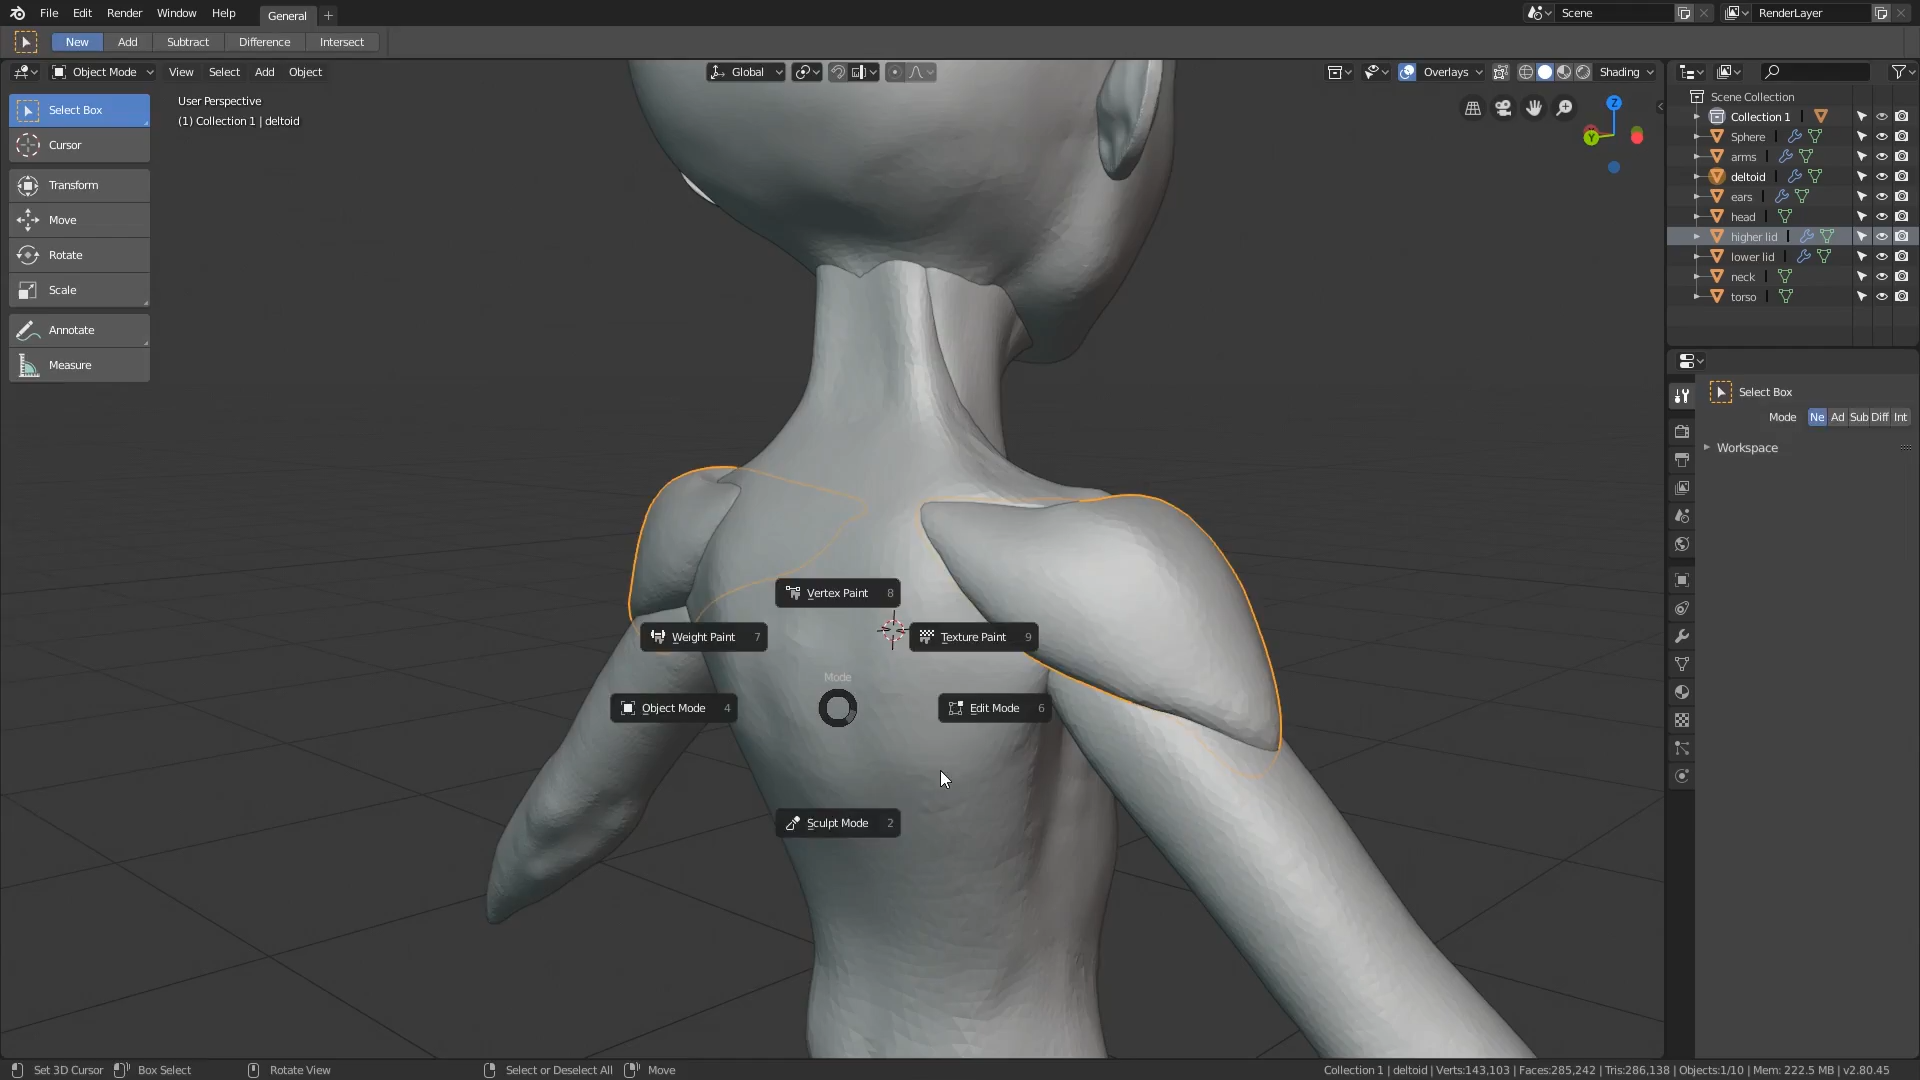 File Edit Render Window Help General + Scene RenderLayer
New Add Subtract Difference Intersect
Object Mode View Select Add Object Global Overlays Shading
Select Box
Cursor
Transform
Move
Rotate
Scale
Annotate
Measure
User Perspective
(1) Collection 1 | deltoid
Z
Y
Vertex Paint 8
Weight Paint 7
Texture Paint 9
Mode
Object Mode 4
Edit Mode 6
Sculpt Mode 2
Scene Collection
Collection 1
Sphere
arms
deltoid
ears
head
higher lid
lower lid
neck
torso
Select Box
Mode Ne Ad Sub Diff Int
Workspace
Set 3D Cursor Box Select Rotate View Select or Deselect All Move Collection 1 | deltoid | Verts:143,103 | Faces:285,242 | Tris:286,138 | Objects:1/10 | Mem: 222.5 MB | v2.80.45